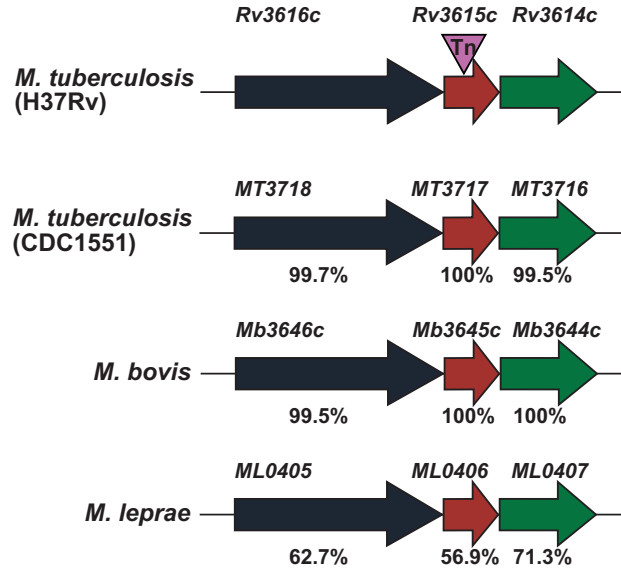 Rv3616c Rv3615c Rv3614c
Tn
M. tuberculosis
(H37Rv)
MT3718 MT3717 MT3716
M. tuberculosis
(CDC1551)
99.7% 100% 99.5%
Mb3646c Mb3645c Mb3644c
M. bovis
99.5% 100% 100%
ML0405 ML0406 ML0407
M. leprae
62.7% 56.9% 71.3%